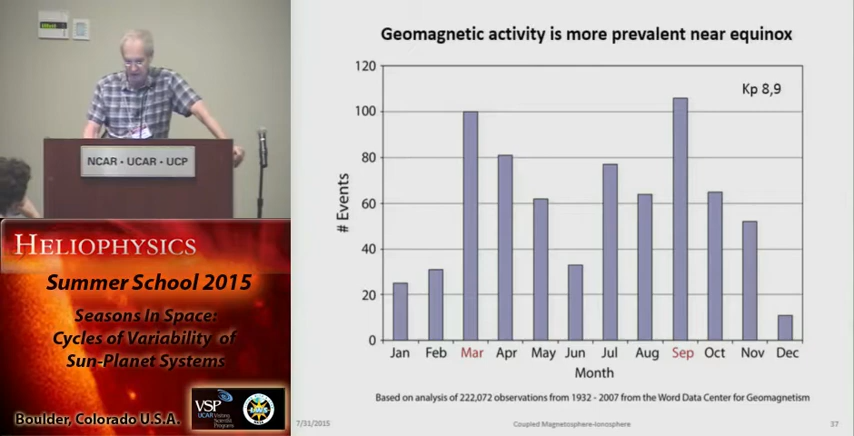 Geomagnetic activity is more prevalent near equinox
120
100
80
60
40
20
0
# Events
Kp 8,9
Jan Feb Mar Apr May Jun Jul Aug Sep Oct Nov Dec
Month
Based on analysis of 222,072 observations from 1932 - 2007 from the Word Data Center for Geomagnetism
7/31/2015 Coupled Magnetosphere-Ionosphere 37
NCAR • UCAR • UCP
HELIOPHYSICS
Summer School 2015
Seasons In Space:
Cycles of Variability of
Sun-Planet Systems
Boulder, Colorado U.S.A.
VSP
UCAR Visiting
Scientist
Programs